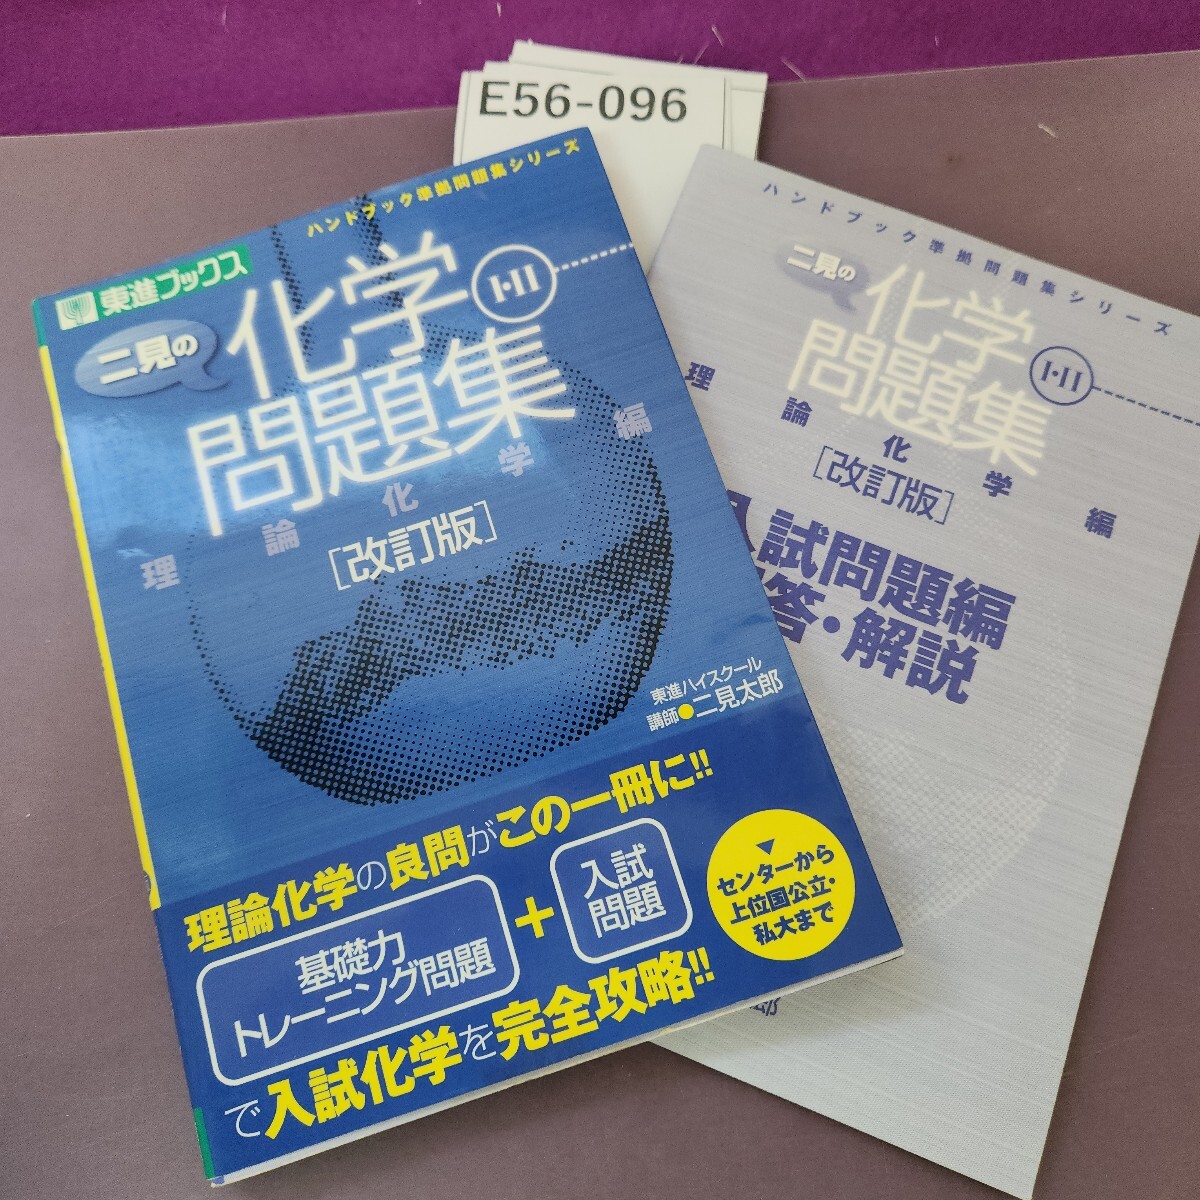 E56-096
ハンドブック準拠問題集シリーズ
東進ブックス
二見の
化学
I・II
問題集
理論化学編
[改訂版]
東進ハイスクール
講師●二見太郎
理論化学の良問がこの一冊に!!
基礎力
トレーニング問題
+
入試
問題
で入試化学を完全攻略!!
▼
センターから
上位国公立・
私大まで
ハンドブック準拠問題集シリーズ
二見の
化学
I・II
問題集
理論化学編
[改訂版]
試問題編
答・解説
郎